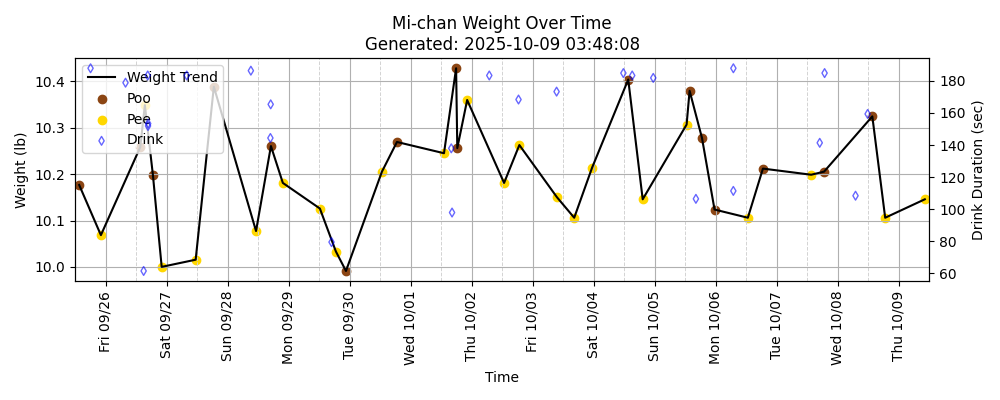 Mi-chan Weight Over Time
Generated: 2025-10-09 03:48:08
Weight (lb)
10.4
10.3
10.2
10.1
10.0
Weight Trend
Poo
Pee
Drink
180
160
140
120
100
80
60
Drink Duration (sec)
Fri 09/26
Sat 09/27
Sun 09/28
Mon 09/29
Tue 09/30
Wed 10/01
Thu 10/02
Fri 10/03
Sat 10/04
Sun 10/05
Mon 10/06
Tue 10/07
Wed 10/08
Thu 10/09
Time